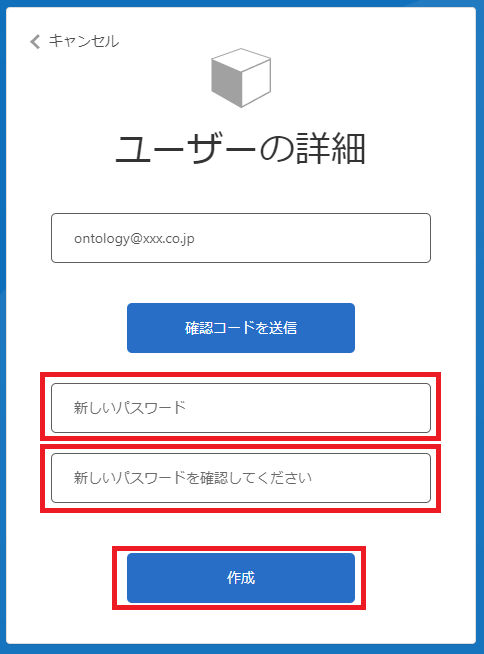 キャンセル
ユーザーの詳細
ontology@xxx.co.jp
確認コードを送信
新しいパスワード
新しいパスワードを確認してください
作成